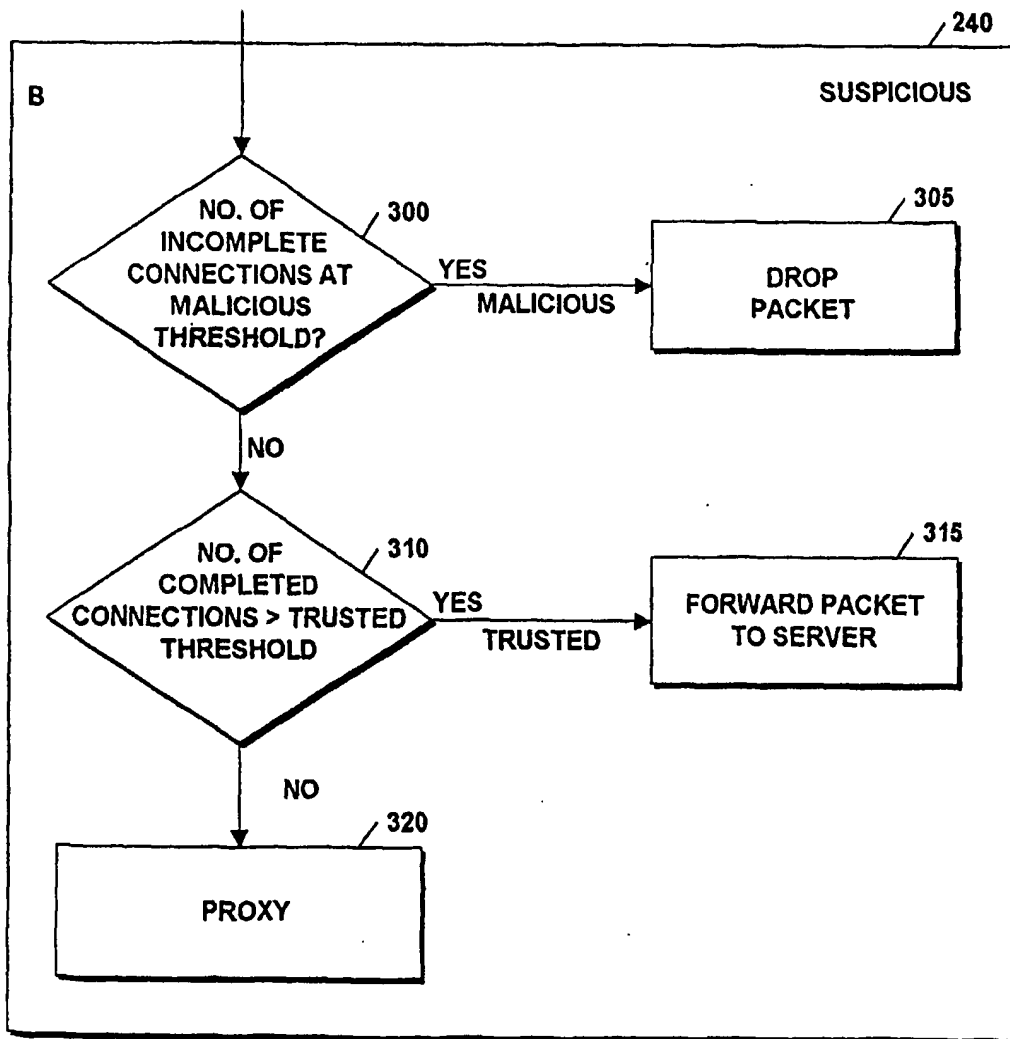 240
B
SUSPICIOUS
NO. OF
INCOMPLETE
CONNECTIONS AT
MALICIOUS
THRESHOLD?
300
YES
MALICIOUS
305
DROP
PACKET
NO
NO. OF
COMPLETED
CONNECTIONS > TRUSTED
THRESHOLD
310
YES
TRUSTED
315
FORWARD PACKET
TO SERVER
NO
320
PROXY